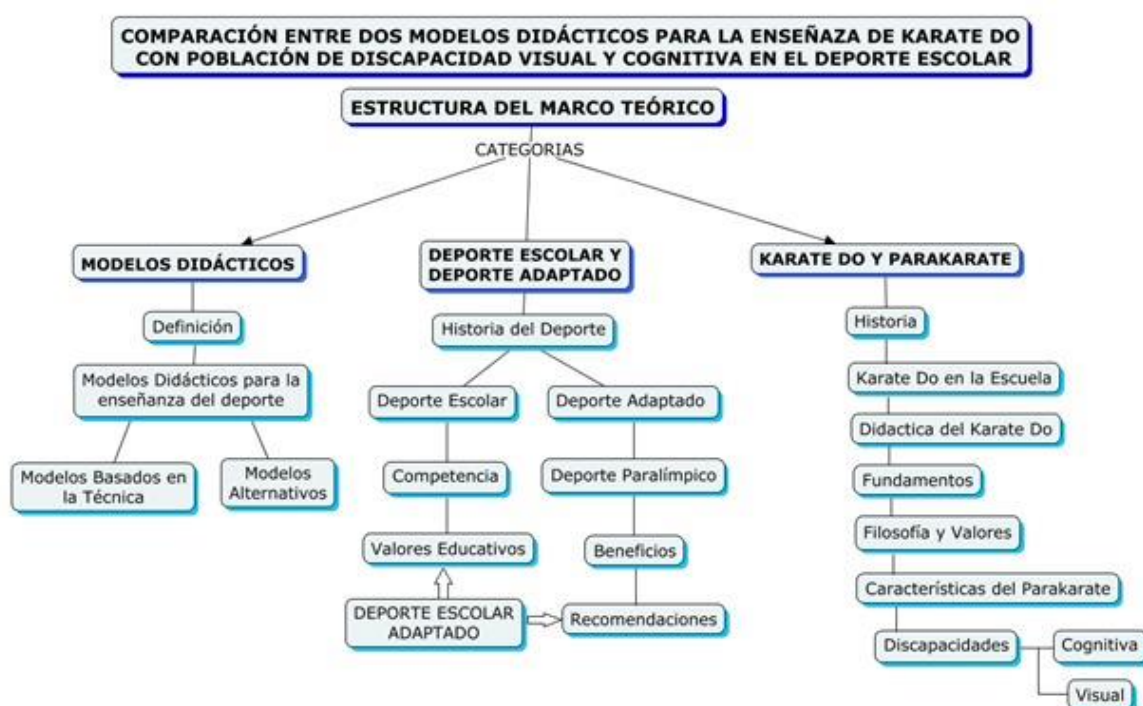 COMPARACIÓN ENTRE DOS MODELOS DIDÁCTICOS PARA LA ENSEÑAZA DE KARATE DO
CON POBLACIÓN DE DISCAPACIDAD VISUAL Y COGNITIVA EN EL DEPORTE ESCOLAR
ESTRUCTURA DEL MARCO TEÓRICO
CATEGORIAS
MODELOS DIDÁCTICOS
Definición
Modelos Didácticos para la
enseñanza del deporte
Modelos Basados en
la Técnica
Modelos
Alternativos
DEPORTE ESCOLAR Y
DEPORTE ADAPTADO
Historia del Deporte
Deporte Escolar
Competencia
Valores Educativos
DEPORTE ESCOLAR
ADAPTADO
Deporte Adaptado
Deporte Paralímpico
Beneficios
Recomendaciones
KARATE DO Y PARAKARATE
Historia
Karate Do en la Escuela
Didactica del Karate Do
Fundamentos
Filosofía y Valores
Características del Parakarate
Discapacidades
Cognitiva
Visual